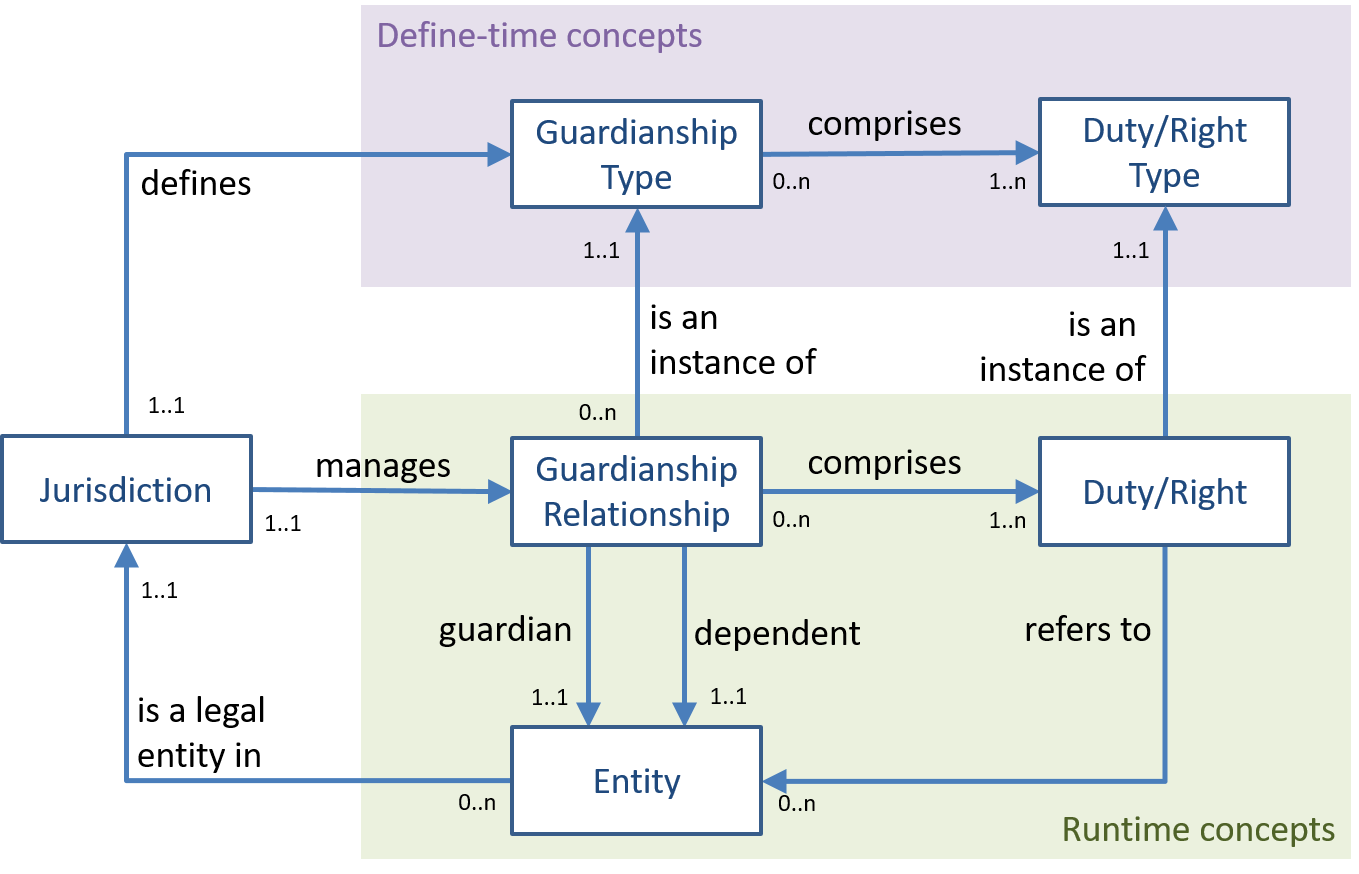 Define-time concepts
Guardianship
Type
comprises
Duty/Right
Type
0..n
1..n
defines
1..1
1..1
is an
instance of
is an
instance of
1..1
0..n
Jurisdiction
manages
1..1
Guardianship
Relationship
comprises
0..n
1..n
Duty/Right
1..1
guardian
dependent
refers to
1..1
1..1
is a legal
entity in
0..n
Entity
0..n
Runtime concepts